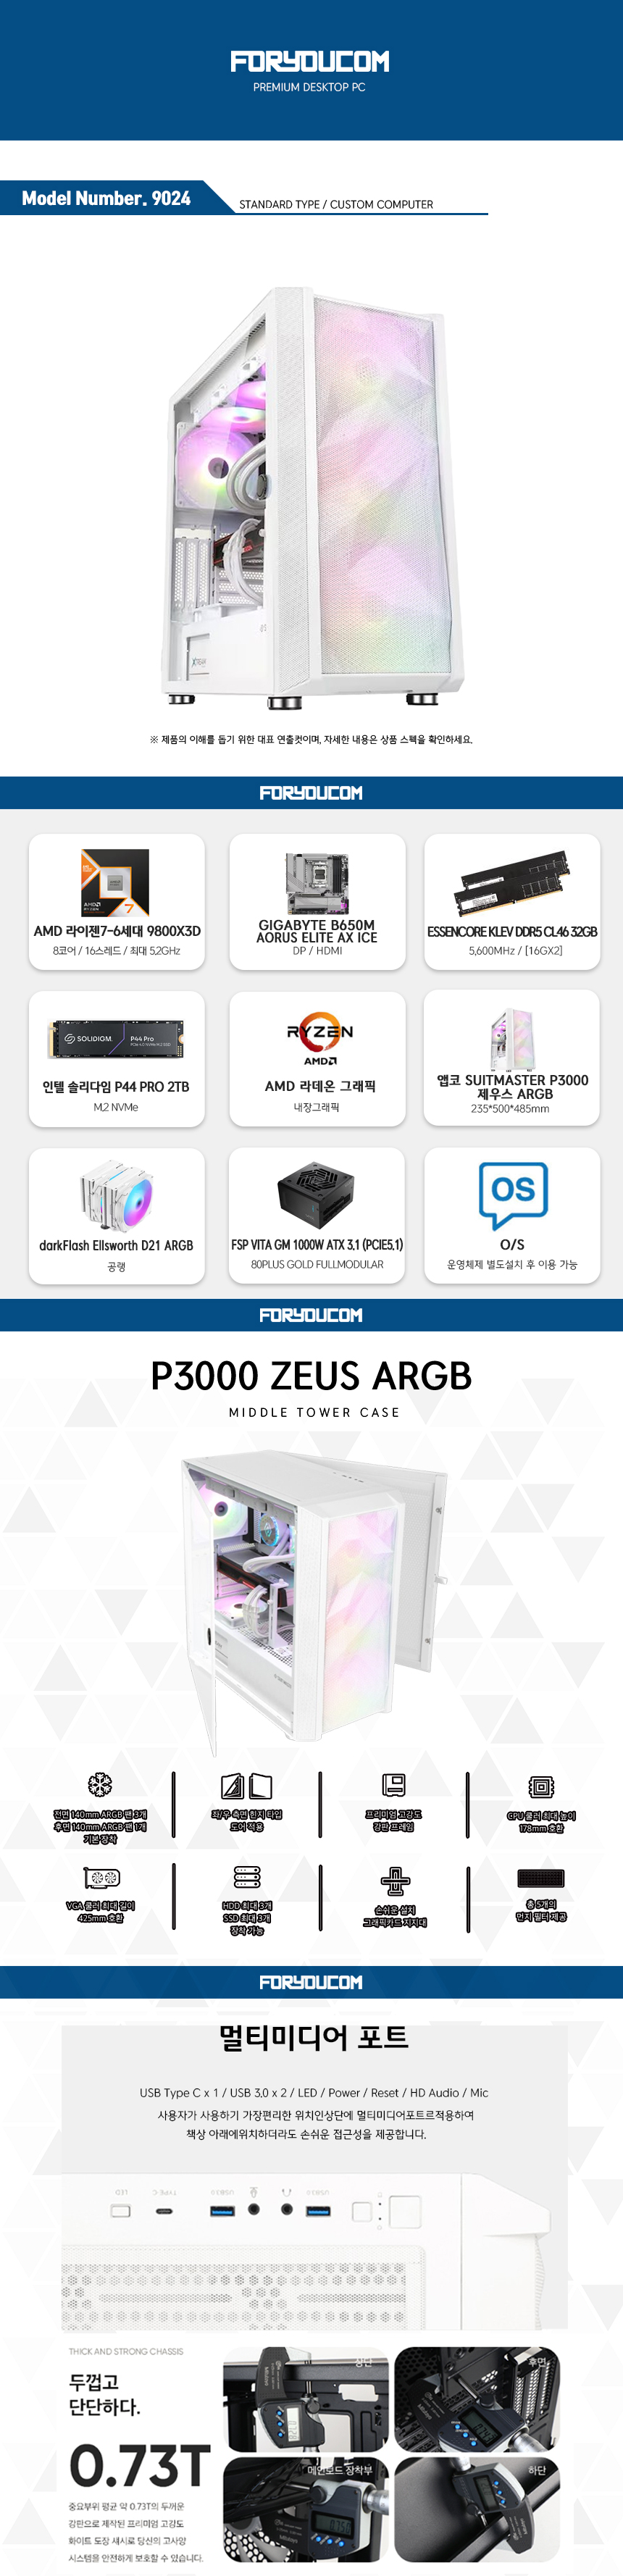 FORYOUCOM
PREMIUM DESKTOP PC
Model Number. 9024
STANDARD TYPE / CUSTOM COMPUTER
※ 제품의 이해를 돕기 위한 대표 연출컷이며, 자세한 내용은 상품 스펙을 확인하세요.
FORYOUCOM
AMD 라이젠7-6세대 9800X3D
8코어 / 16스레드 / 최대 5.2GHz
GIGABYTE B650M
AORUS ELITE AX ICE
DP / HDMI
ESSENCORE KLEV DDR5 CL46 32GB
5,600MHz / [16GX2]
SOLIDIGM.
P44 Pro
인텔 솔리다임 P44 PRO 2TB
M.2 NVMe
RYZEN
AMD
AMD 라데온 그래픽
내장그래픽
앱코 SUITMASTER P3000
제우스 ARGB
235*500*485mm
darkFlash Ellsworth D21 ARGB
공랭
FSP VITA GM 1000W ATX 3.1 (PCIE5.1)
80PLUS GOLD FULLMODULAR
OS
O/S
운영체제 별도설치 후 이용 가능
FORYOUCOM
P3000 ZEUS ARGB
MIDDLE TOWER CASE
전면 140mm ARGB 팬 3개
후면 140mm ARGB 팬 1개
기본 장착
좌/우 측면 힌지 타입
도어 적용
프리미엄 고강도
강판 프레임
CPU 쿨러 최대 높이
178mm 호환
VGA 쿨러 최대 길이
425mm 호환
HDD 최대 3개
SSD 최대 3개
장착 가능
손쉬운 설치
그래픽카드 지지대
총 5개의
먼지 필터 제공
FORYOUCOM
멀티미디어 포트
USB Type C x 1 / USB 3.0 x 2 / LED / Power / Reset / HD Audio / Mic
사용자가 사용하기 가장편리한 위치인상단에 멀티미디어포트르적용하여
책상 아래에위치하더라도 손쉬운 접근성을 제공합니다.
LED
TYPE-C
USB3.0
USB3.0
THICK AND STRONG CHASSIS
두껍고
단단하다.
0.73T
중요부위 평균 약 0.73T의 두꺼운
강판으로 제작된 프리미엄 고강도
화이트 도장 섀시로 당신의 고사양
시스템을 안전하게 보호할 수 있습니다.
상단
후면
메인보드 장착부
하단